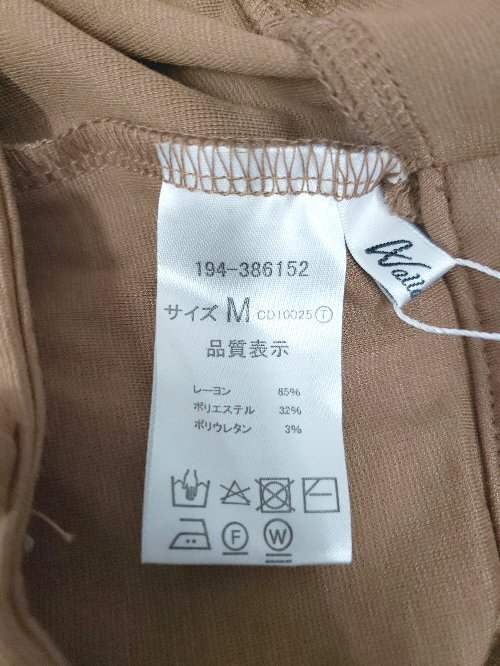 194-386152
サイズ M CD10025 Ⓣ
品質表示
レーヨン 65%
ポリエステル 32%
ポリウレタン 3%
F W